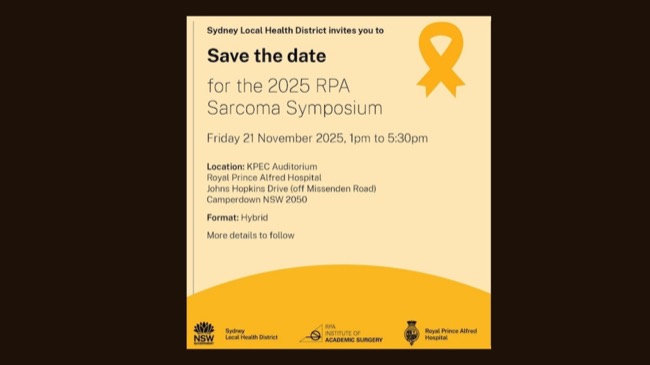 Sydney Local Health District invites you to
Save the date
for the 2025 RPA
Sarcoma Symposium
Friday 21 November 2025, 1pm to 5:30pm
Location: KPEC Auditorium
Royal Prince Alfred Hospital
Johns Hopkins Drive (off Missenden Road)
Camperdown NSW 2050
Format: Hybrid
More details to follow
NSW
Sydney
Local Health District
RPA
INSTITUTE OF
ACADEMIC SURGERY
Royal Prince Alfred
Hospital